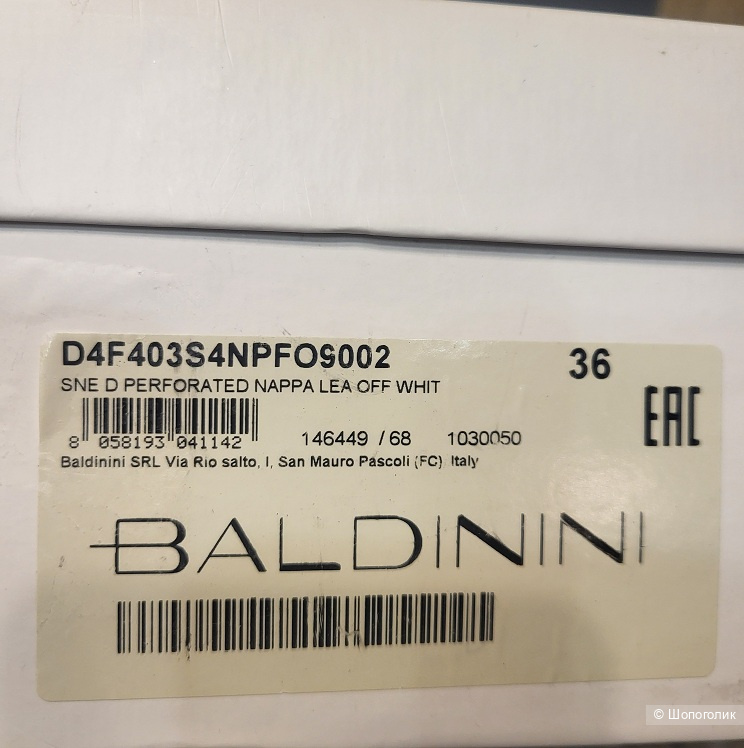 D4F403S4NPFO9002 36
SNE D PERFORATED NAPPA LEA OFF WHIT
EAC
8 058193 041142 146449 /68 1030050
Baldinini SRL Via Rio salto, I, San Mauro Pascoli (FC) Italy
BALDININI
© Шопоголик